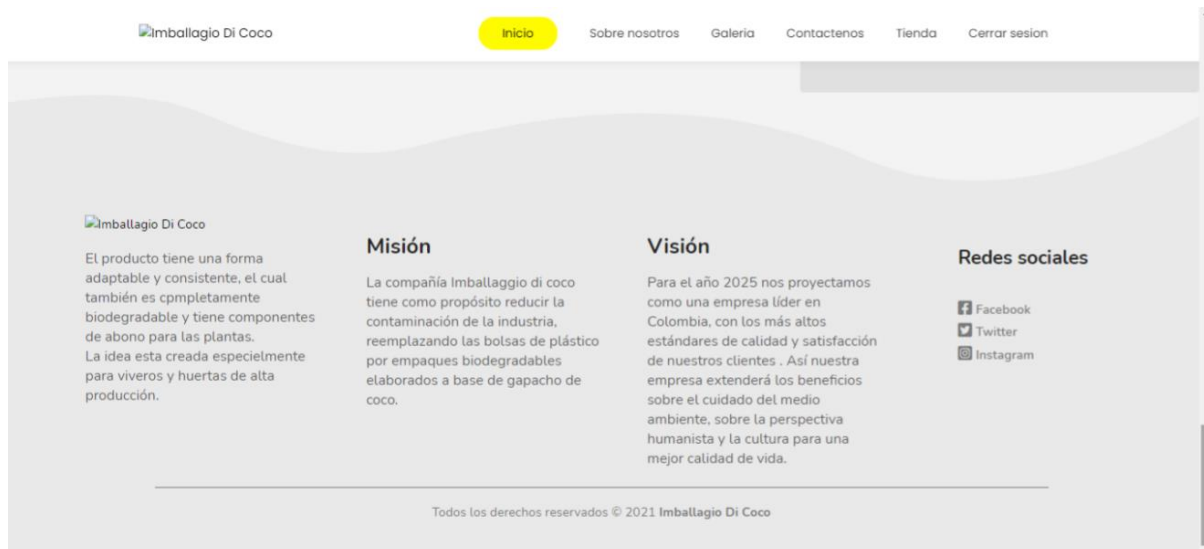 Imballagio Di Coco
Inicio
Sobre nosotros
Galeria
Contactenos
Tienda
Cerrar sesion
Imballagio Di Coco
El producto tiene una forma
adaptable y consistente, el cual
también es cpmpletamente
biodegradable y tiene componentes
de abono para las plantas.
La idea esta creada especielmente
para viveros y huertas de alta
producción.
Misión
La compañía Imballaggio di coco
tiene como propósito reducir la
contaminación de la industria,
reemplazando las bolsas de plástico
por empaques biodegradables
elaborados a base de gapacho de
coco.
Visión
Para el año 2025 nos proyectamos
como una empresa líder en
Colombia, con los más altos
estándares de calidad y satisfacción
de nuestros clientes . Así nuestra
empresa extenderá los beneficios
sobre el cuidado del medio
ambiente, sobre la perspectiva
humanista y la cultura para una
mejor calidad de vida.
Redes sociales
Facebook
Twitter
Instagram
Todos los derechos reservados © 2021 Imballagio Di Coco